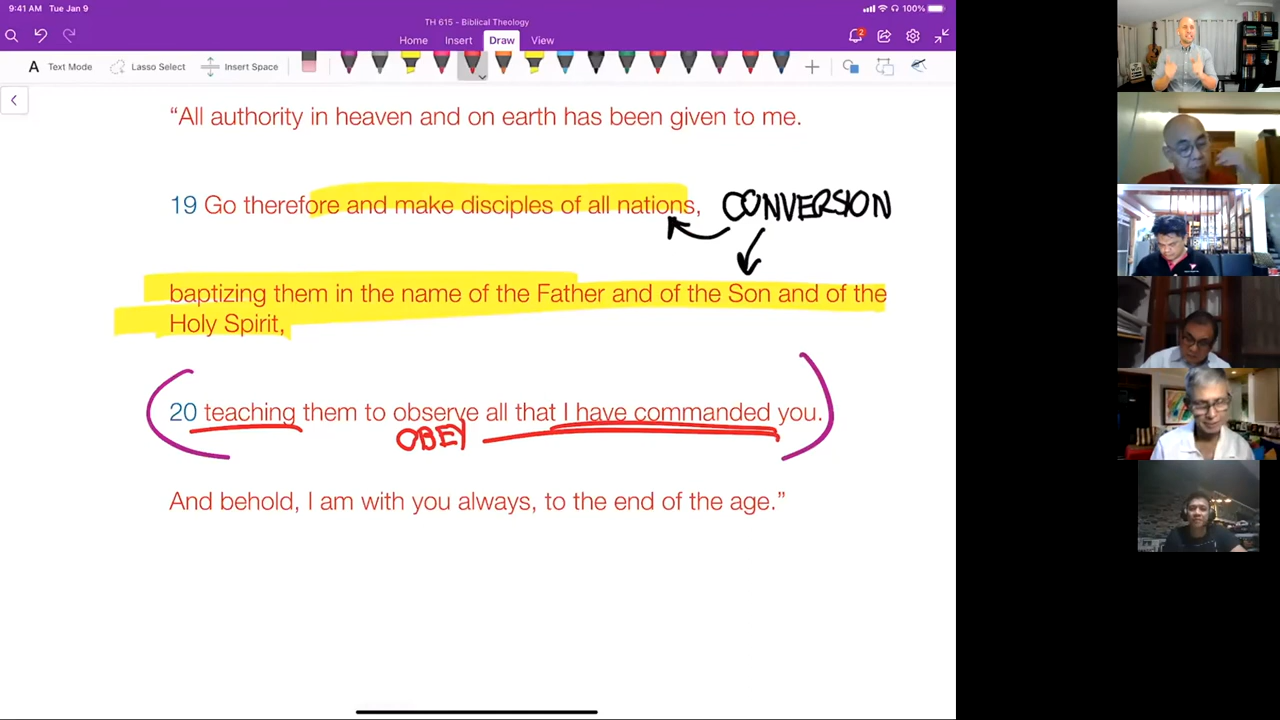 9:41 AM Tue Jan 9
100%
TH 615 - Biblical Theology
Home Insert Draw View
2
A Text Mode Lasso Select Insert Space
“All authority in heaven and on earth has been given to me.
19 Go therefore and make disciples of all nations, CONVERSION
baptizing them in the name of the Father and of the Son and of the
Holy Spirit,
20 teaching them to observe all that I have commanded you.
OBEY
And behold, I am with you always, to the end of the age.”